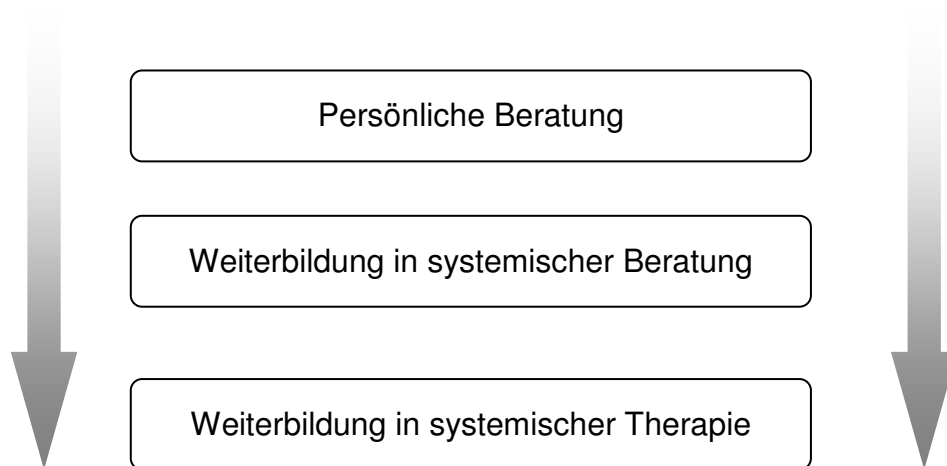 Persönliche Beratung
Weiterbildung in systemischer Beratung
Weiterbildung in systemischer Therapie